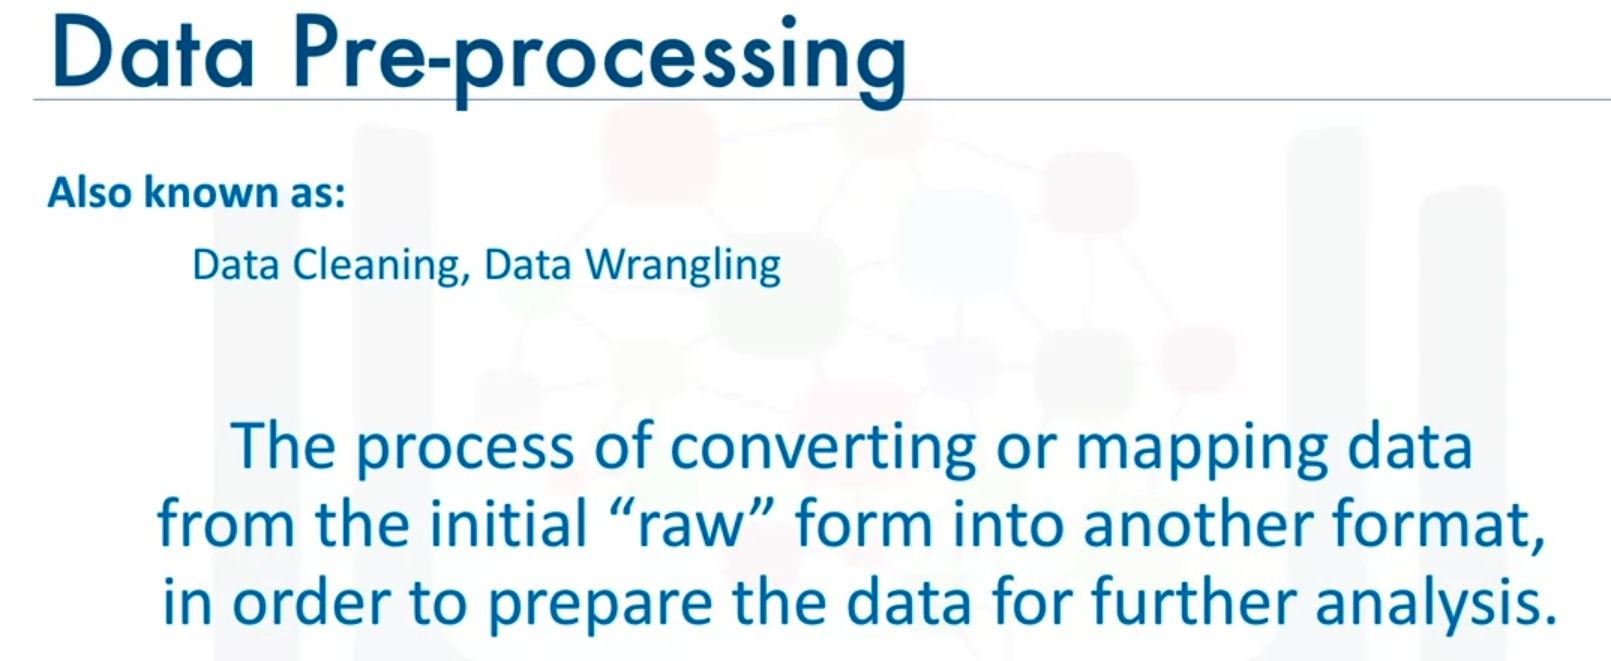 Data Pre-processing
Also known as:
Data Cleaning, Data Wrangling
The process of converting or mapping data
from the initial “raw” form into another format,
in order to prepare the data for further analysis.